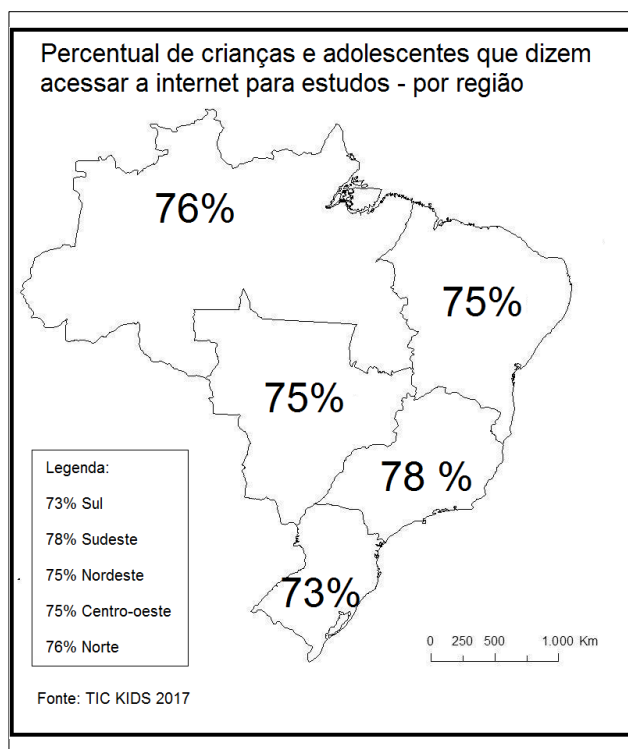 Percentual de crianças e adolescentes que dizem
acessar a internet para estudos - por região
76%
75%
75%
78 %
73%
Legenda:
73% Sul
78% Sudeste
75% Nordeste
75% Centro-oeste
76% Norte
0 250 500 1.000 Km
Fonte: TIC KIDS 2017